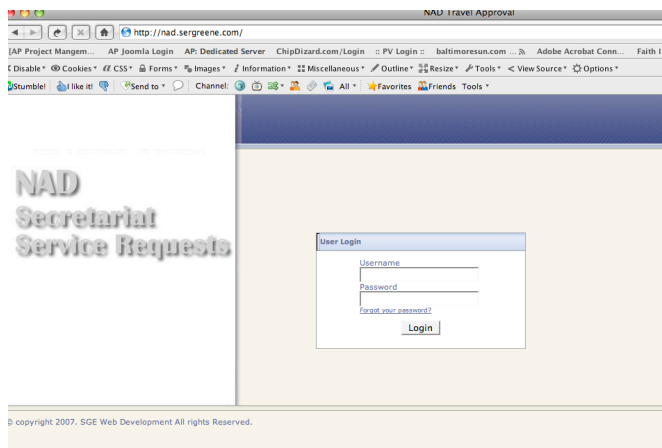 NAD Travel Approval
http://nad.sergreene.com/
[AP Project Mangem... AP Joomla Login AP: Dedicated Server ChipDizard.com/Login :: PV Login :: baltimoresun.com ... Adobe Acrobat Conn... Faith I
Disable Cookies CSS Forms Images Information Miscellaneous Outline Resize Tools View Source Options
Stumble! I like it! Send to Channel: All Favorites Friends Tools
NAD
Secretariat
Service Requests
User Login
Username
Password
Forgot your password?
Login
© copyright 2007. SGE Web Development All rights Reserved.